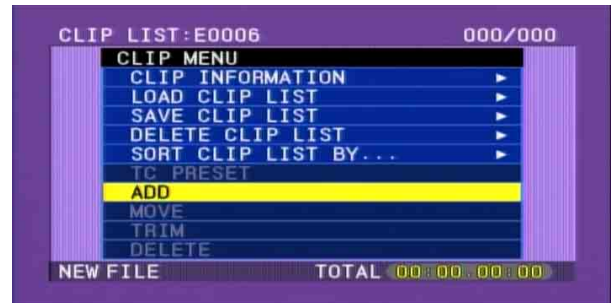 CLIP LIST:E0006 000/000
CLIP MENU
CLIP INFORMATION ►
LOAD CLIP LIST ►
SAVE CLIP LIST ►
DELETE CLIP LIST ►
SORT CLIP LIST BY... ►
TC PRESET
ADD
MOVE
TRIM
DELETE
NEW FILE TOTAL 00:00.00:00